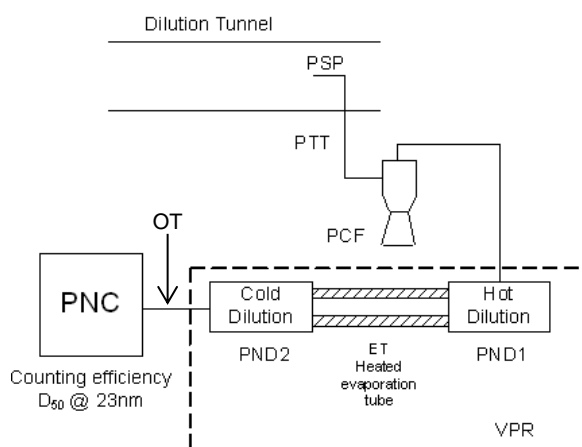 Dilution Tunnel
PSP
PTT
PCF
OT
PNC
Cold
Dilution
Hot
Dilution
PND2
ET
Heated
evaporation
tube
PND1
Counting efficiency
D₅₀ @ 23nm
VPR